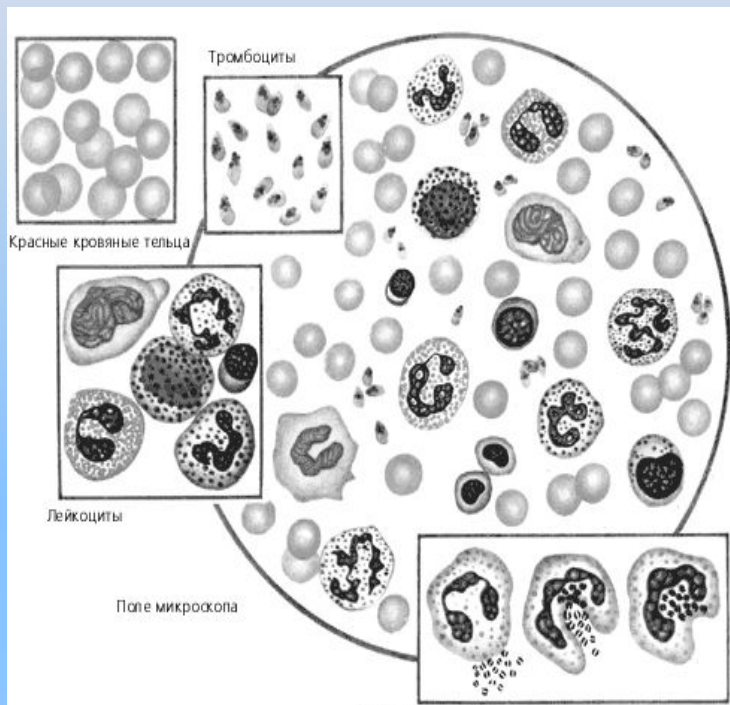 Тромбоциты
Красные кровяные тельца
Лейкоциты
Поле микроскопа